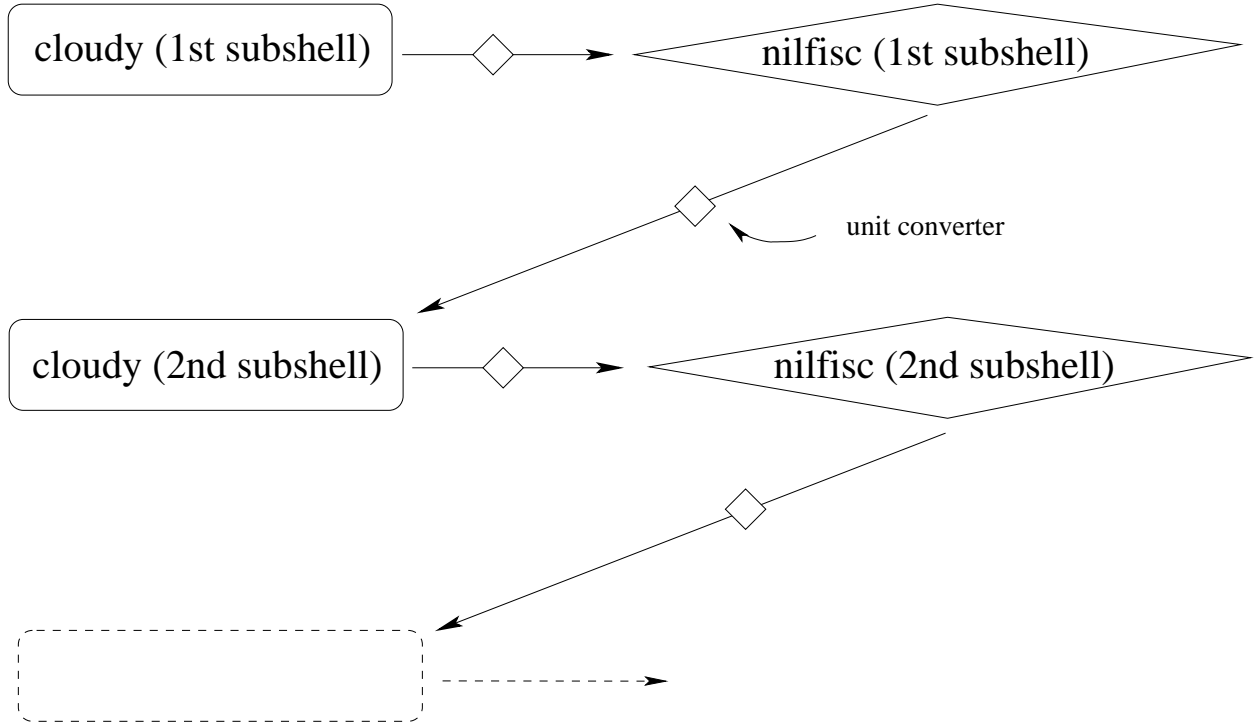 cloudy (1st subshell)
nilfisc (1st subshell)
unit converter
cloudy (2nd subshell)
nilfisc (2nd subshell)